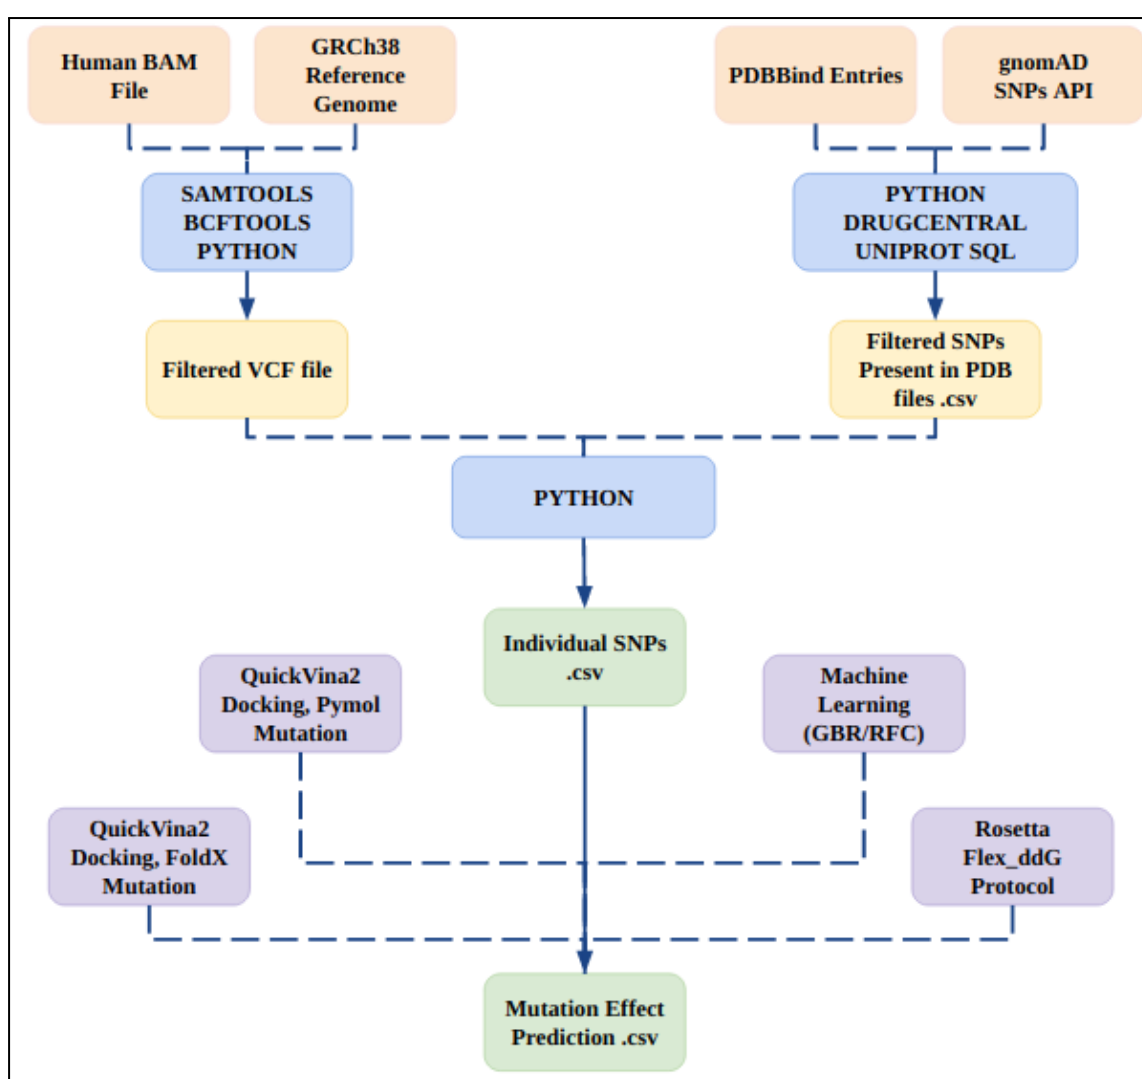 Human BAM
File
GRCh38
Reference
Genome
PDBBind Entries
gnomAD
SNPs API
SAMTOOLS
BCFTOOLS
PYTHON
PYTHON
DRUGCENTRAL
UNIPROT SQL
Filtered VCF file
Filtered SNPs
Present in PDB
files .csv
PYTHON
Individual SNPs
.csv
QuickVina2
Docking, Pymol
Mutation
Machine
Learning
(GBR/RFC)
QuickVina2
Docking, FoldX
Mutation
Rosetta
Flex_ddG
Protocol
Mutation Effect
Prediction .csv